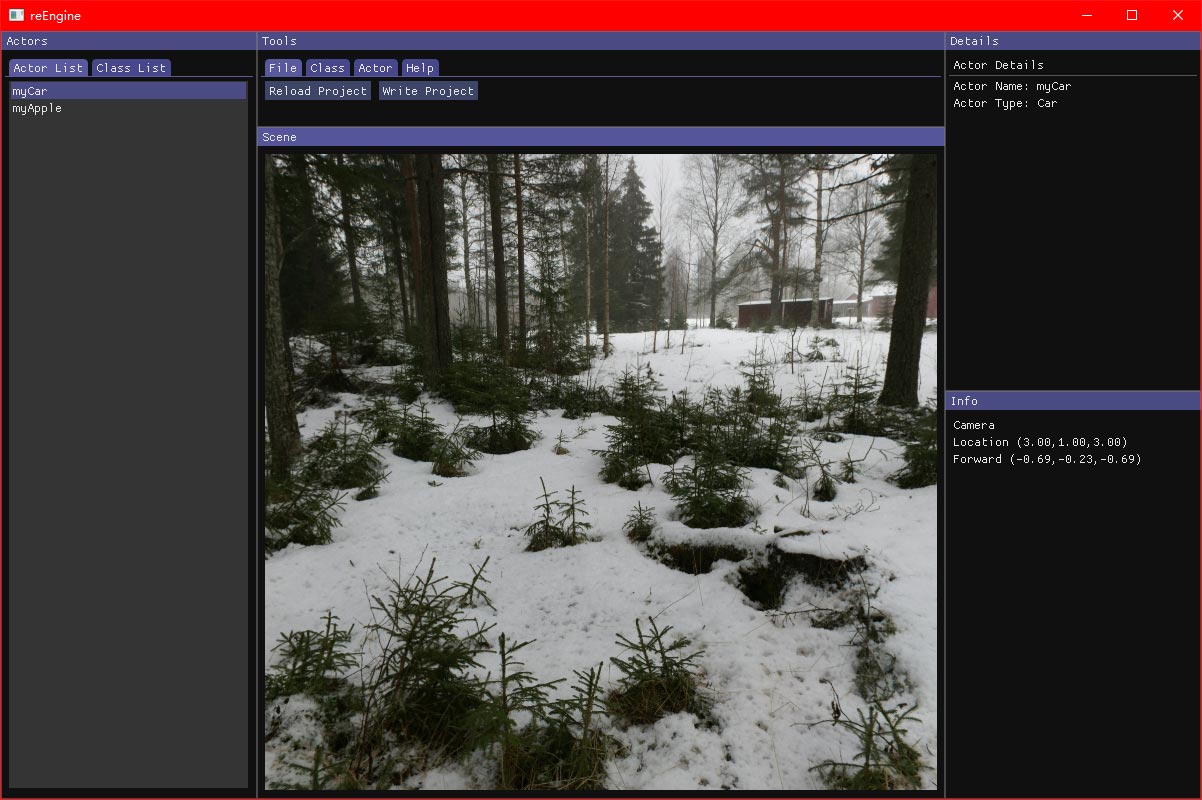 reEngine
Actors
Actor List Class List
myCar
myApple
Tools
File Class Actor Help
Reload Project Write Project
Scene
Details
Actor Details
Actor Name: myCar
Actor Type: Car
Info
Camera
Location (3.00,1.00,3.00)
Forward (-0.69,-0.23,-0.69)